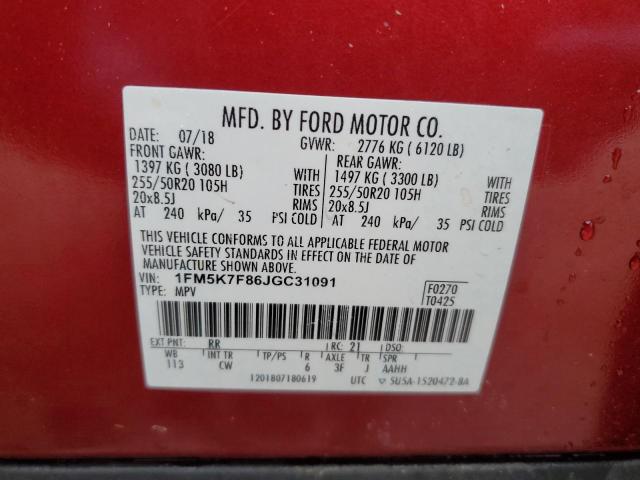 MFD. BY FORD MOTOR CO.
DATE: 07/18 GVWR: 2776 KG ( 6120 LB)
FRONT GAWR: REAR GAWR:
1397 KG ( 3080 LB) WITH 1497 KG ( 3300 LB) WITH
255/50R20 105H TIRES 255/50R20 105H TIRES
20x8.5J RIMS 20x8.5J RIMS
AT 240 kPa/ 35 PSI COLD AT 240 kPa/ 35 PSI COLD
THIS VEHICLE CONFORMS TO ALL APPLICABLE FEDERAL MOTOR
VEHICLE SAFETY STANDARDS IN EFFECT ON THE DATE OF
MANUFACTURE SHOWN ABOVE.
VIN: 1FM5K7F86JGC31091 F0270
TYPE: MPV T0425
EXT PNT: RR RC: 21 DSO:
WB INT TR TP/PS R AXLE TR SPR
113 CW 6 3F J AAHH
1201807180619 UTC ▽ 5U5A-1520472-BA